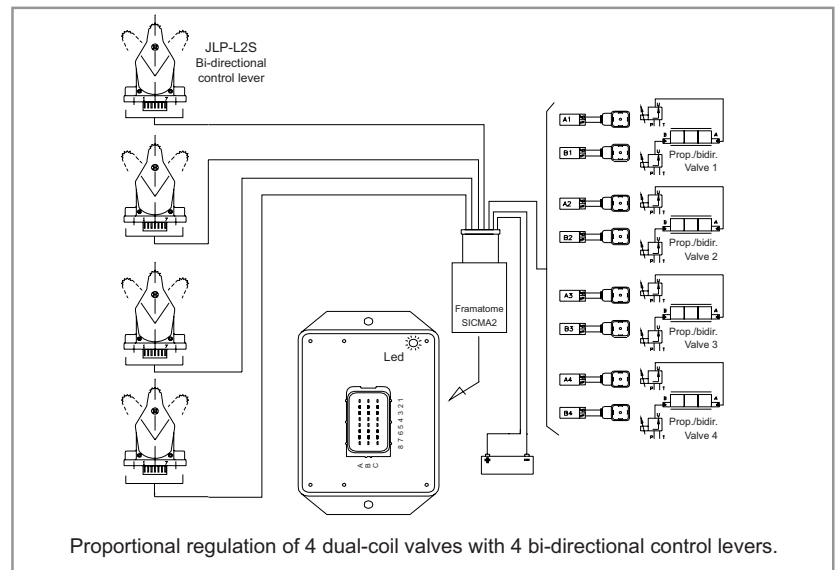 JLP-L2S
Bi-directional
control lever
Framatome
SICMA2
Led
8 7 6 5 4 3 2 1
A B C
+ -
A1
B1
U
P T
U
P T
B A
Prop./bidir.
Valve 1
A2
B2
U
P T
U
P T
B A
Prop./bidir.
Valve 2
A3
B3
U
P T
U
P T
B A
Prop./bidir.
Valve 3
A4
B4
U
P T
U
P T
B A
Prop./bidir.
Valve 4
Proportional regulation of 4 dual-coil valves with 4 bi-directional control levers.